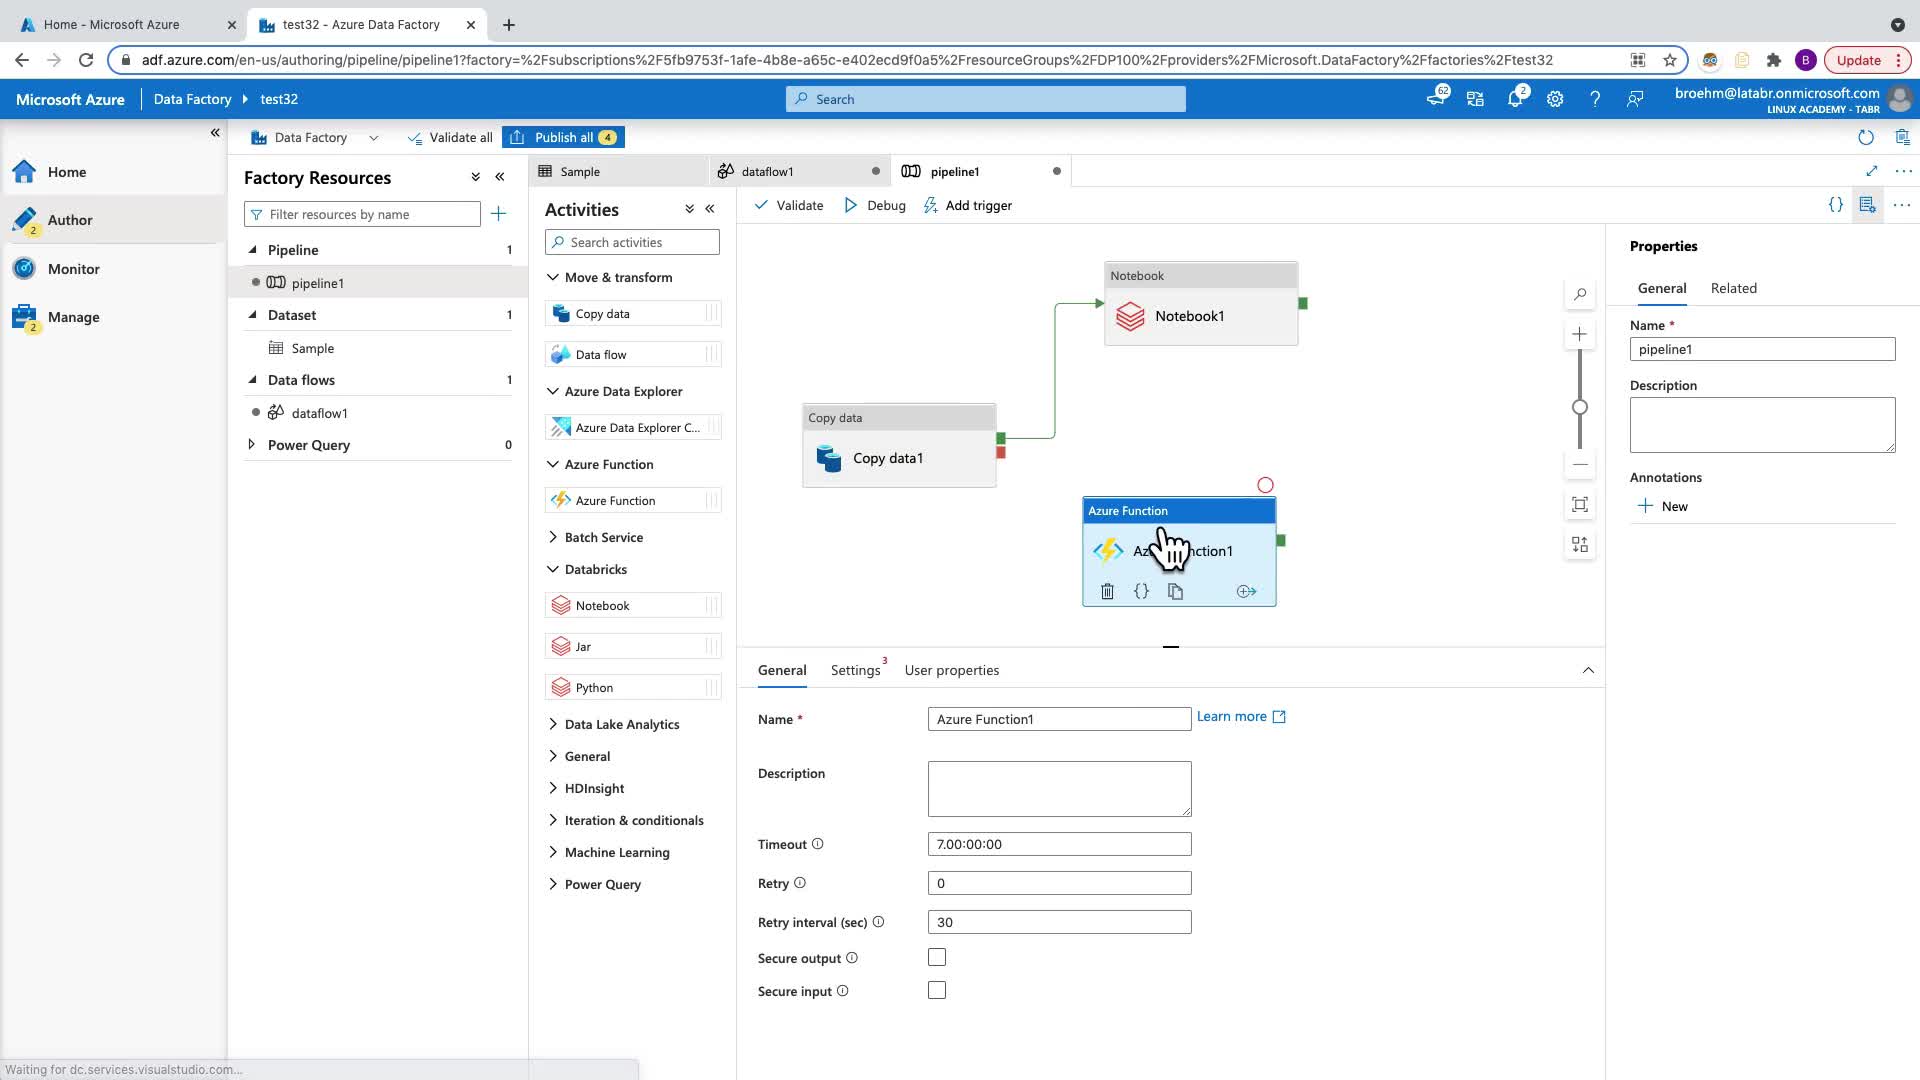 Home - Microsoft Azure
test32 - Azure Data Factory
adf.azure.com/en-us/authoring/pipeline/pipeline1?factory=%2Fsubscriptions%2F5fb9753f-1afe-4b8e-a65c-e402ecd9f0a5%2FresourceGroups%2FDP100%2Fproviders%2FMicrosoft.DataFactory%2Ffactories%2Ftest32
B
Update
Microsoft Azure
Data Factory
test32
Search
62
2
broehm@latabr.onmicrosoft.com
LINUX ACADEMY - TABR
Home
Author
2
Monitor
Manage
2
Data Factory
Validate all
Publish all 4
Factory Resources
Filter resources by name
Pipeline 1
pipeline1
Dataset 1
Sample
Data flows 1
dataflow1
Power Query 0
Sample
dataflow1
pipeline1
Activities
Search activities
Move & transform
Copy data
Data flow
Azure Data Explorer
Azure Data Explorer C...
Azure Function
Azure Function
Batch Service
Databricks
Notebook
Jar
Python
Data Lake Analytics
General
HDInsight
Iteration & conditionals
Machine Learning
Power Query
Validate
Debug
Add trigger
Notebook
Notebook1
Copy data
Copy data1
Azure Function
General
Settings 3
User properties
Name *
Azure Function1
Learn more
Description
Timeout
7.00:00:00
Retry
0
Retry interval (sec)
30
Secure output
Secure input
Properties
General
Related
Name *
pipeline1
Description
Annotations
New
Waiting for dc.services.visualstudio.com...